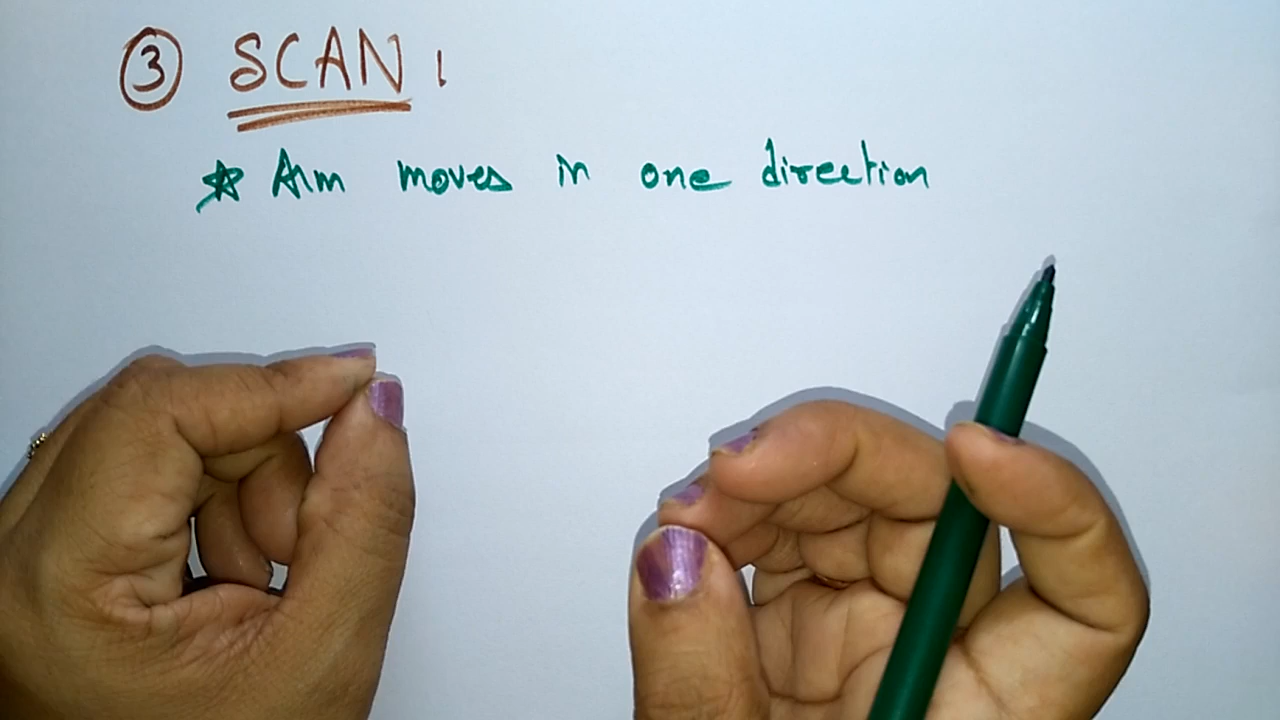 ③ SCAN :
☆ Arm moves in one direction